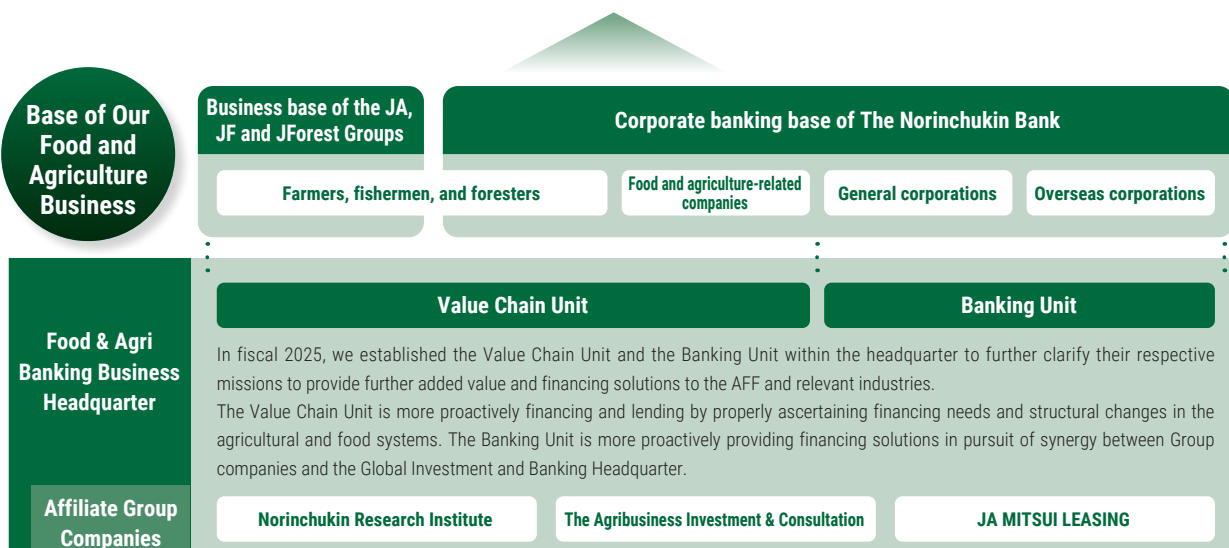 Base of Our
Food and
Agriculture
Business
Business base of the JA,
JF and JForest Groups
Corporate banking base of The Norinchukin Bank
Farmers, fishermen, and foresters
Food and agriculture-related
companies
General corporations
Overseas corporations
Food & Agri
Banking Business
Headquarter
Value Chain Unit
Banking Unit
In fiscal 2025, we established the Value Chain Unit and the Banking Unit within the headquarter to further clarify their respective
missions to provide further added value and financing solutions to the AFF and relevant industries.
The Value Chain Unit is more proactively financing and lending by properly ascertaining financing needs and structural changes in the
agricultural and food systems. The Banking Unit is more proactively providing financing solutions in pursuit of synergy between Group
companies and the Global Investment and Banking Headquarter.
Affiliate Group
Companies
Norinchukin Research Institute
The Agribusiness Investment & Consultation
JA MITSUI LEASING